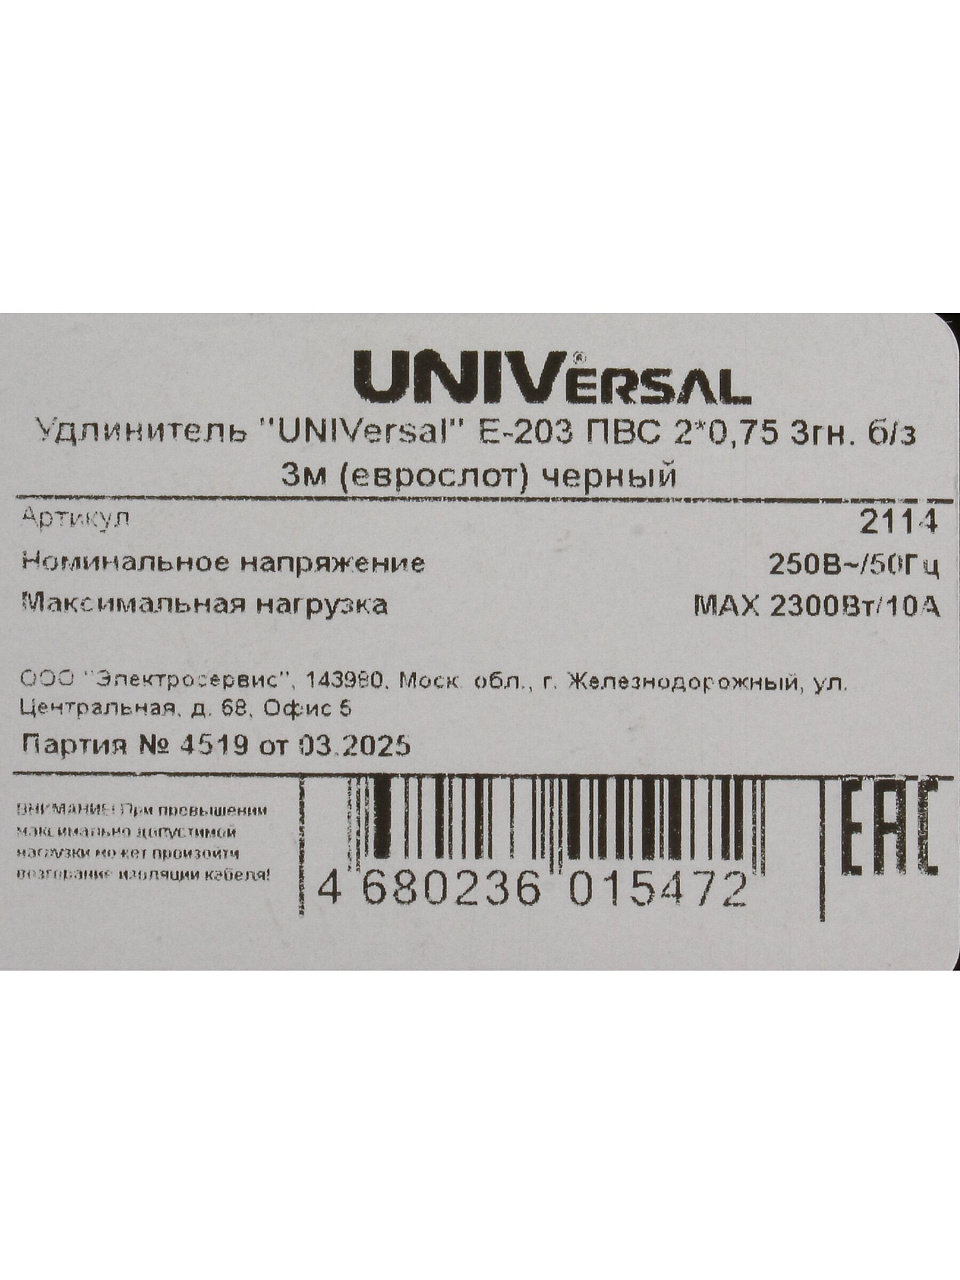 UNIVERSAL®
Удлинитель "UNIVersal" Е-203 ПВС 2*0,75 3гн. б/з
3м (еврослот) черный
Артикул 2114
Номинальное напряжение 250В~/50Гц
Максимальная нагрузка MAX 2300Вт/10А
ООО "Электросервис", 143980, Моск. обл., г. Железнодорожный, ул.
Центральная, д. 68, Офис 5
Партия № 4519 от 03.2025
ВНИМАНИЕ! При превышении
максимально допустимой
нагрузки может произойти
возгорание изоляции кабеля!
4 680236 015472
EAC